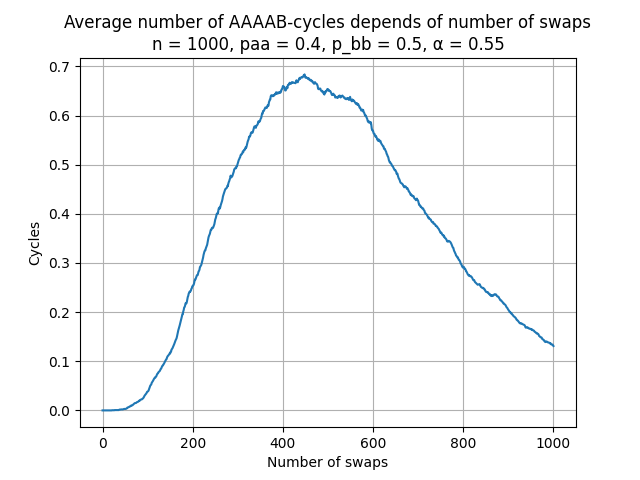 Average number of AAAAB-cycles depends of number of swaps
n = 1000, paa = 0.4, p_bb = 0.5, α = 0.55
0.7
0.6
0.5
0.4
0.3
0.2
0.1
0.0
Cycles
0 200 400 600 800 1000
Number of swaps